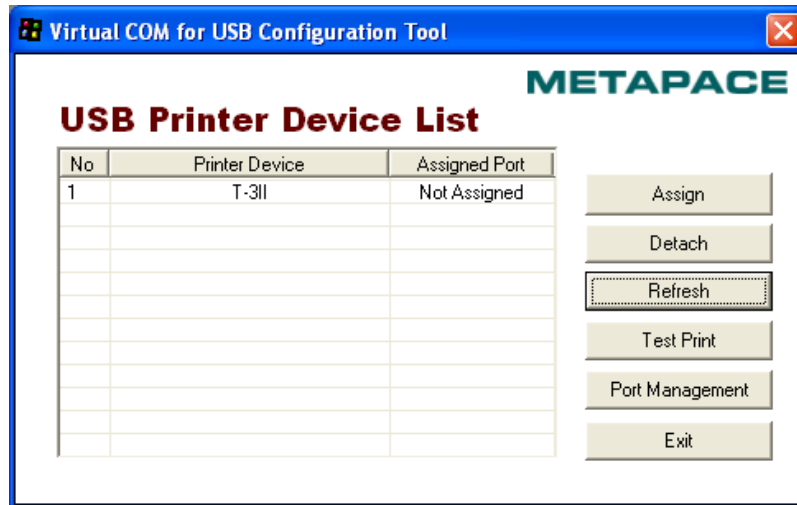 Virtual COM for USB Configuration Tool
METAPACE
USB Printer Device List
No Printer Device Assigned Port
1 T-3II Not Assigned
Assign
Detach
Refresh
Test Print
Port Management
Exit